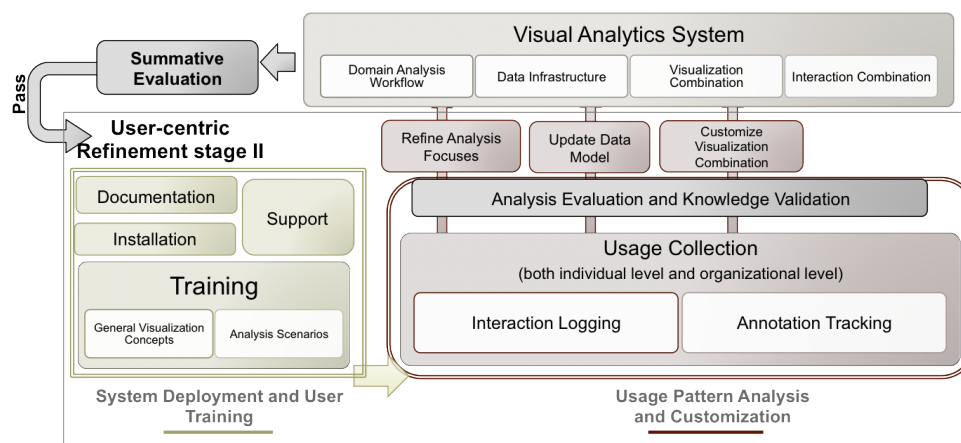 Visual Analytics System
Domain Analysis
Workflow
Data Infrastructure
Visualization
Combination
Interaction Combination
Summative
Evaluation
Pass
User-centric
Refinement stage II
Refine Analysis
Focuses
Update Data
Model
Customize
Visualization
Combination
Documentation
Installation
Support
Training
General Visualization
Concepts
Analysis Scenarios
Analysis Evaluation and Knowledge Validation
Usage Collection
(both individual level and organizational level)
Interaction Logging
Annotation Tracking
System Deployment and User
Training
Usage Pattern Analysis
and Customization